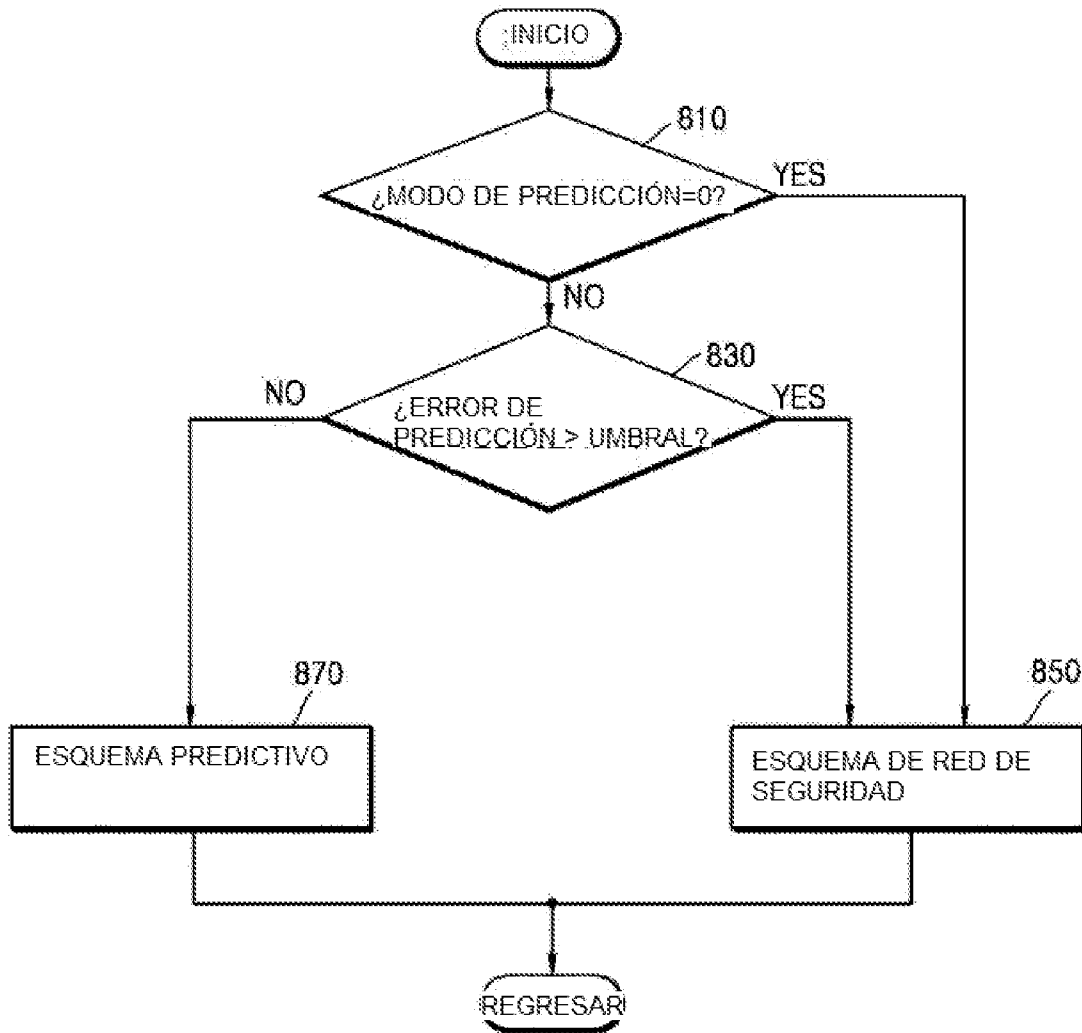 INICIO
810
¿MODO DE PREDICCIÓN=0?
YES
NO
830
NO
¿ERROR DE
PREDICCIÓN > UMBRAL?
YES
870
850
ESQUEMA PREDICTIVO
ESQUEMA DE RED DE
SEGURIDAD
REGRESAR